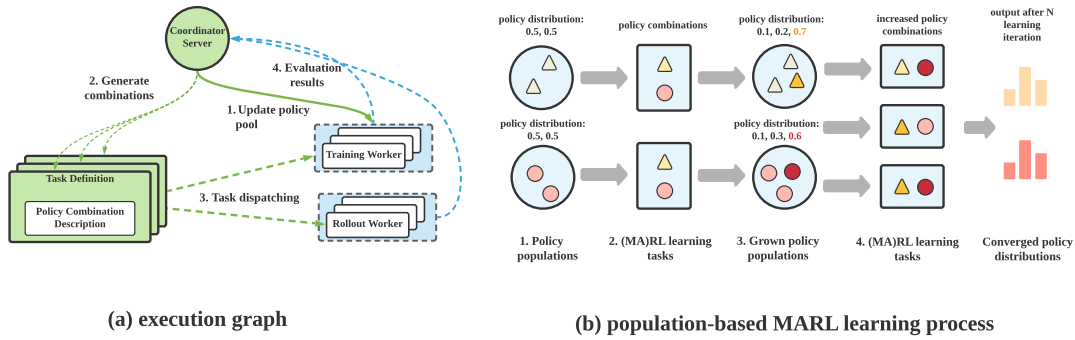 Coordinator
Server
2. Generate
combinations
4. Evaluation
results
1. Update policy
pool
Training Worker
Task Definition
Policy Combination
Description
3. Task dispatching
Rollout Worker
(a) execution graph
policy distribution:
0.5, 0.5
policy combinations
policy distribution:
0.1, 0.2, 0.7
increased policy
combinations
output after N
learning
iteration
policy distribution:
0.5, 0.5
policy distribution:
0.1, 0.3, 0.6
1. Policy
populations
2. (MA)RL learning
tasks
3. Grown policy
populations
4. (MA)RL learning
tasks
Converged policy
distributions
(b) population-based MARL learning process